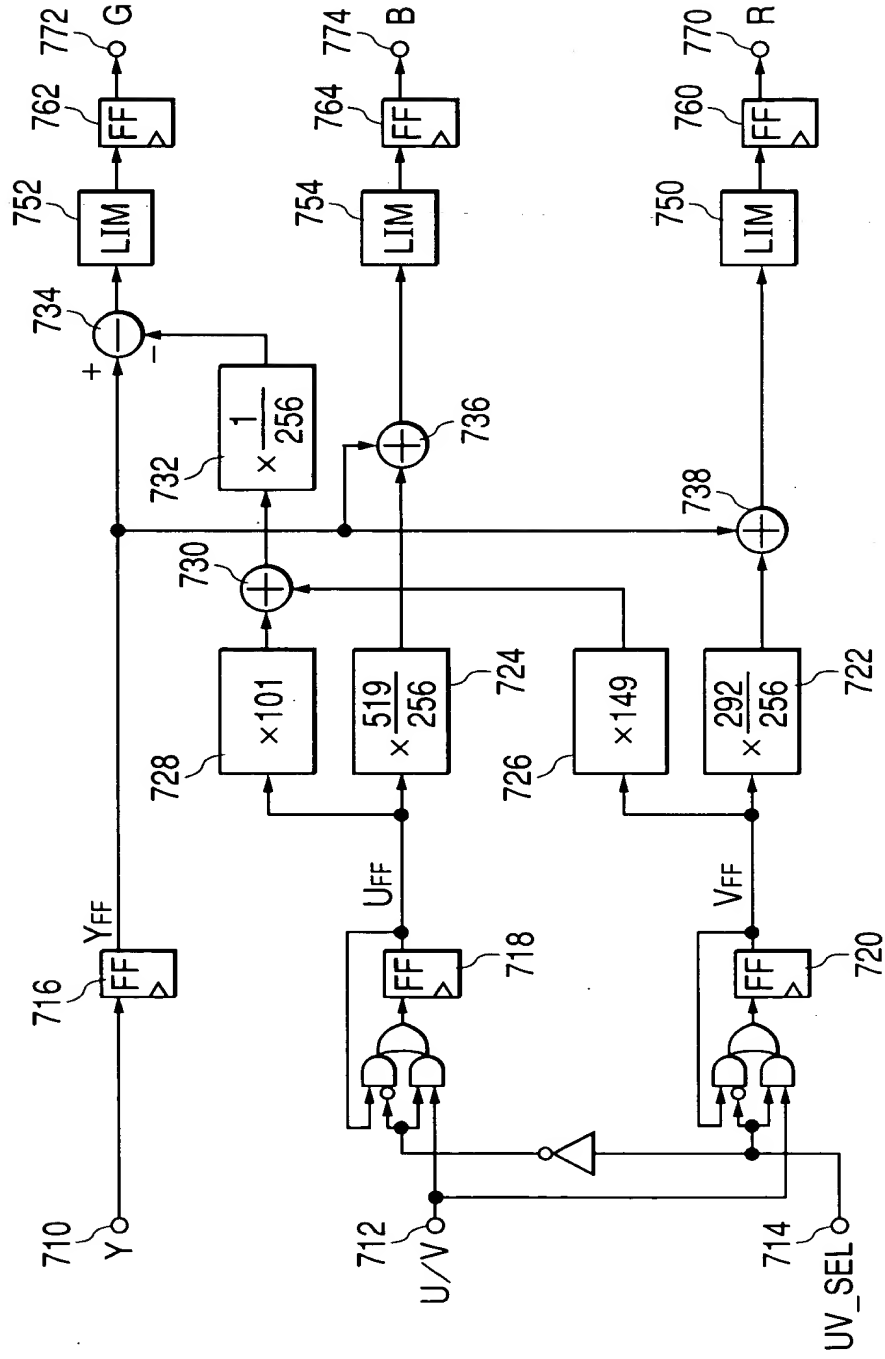 710
Y
716
FF
YFF
+
−
−
734
752
LIM
762
FF
772
G
728
×101
730
+
732
× 1/256
712
U/V
FF
718
UFF
× 519/256
724
+
736
754
LIM
764
FF
774
B
726
×149
714
UV_SEL
FF
720
VFF
× 292/256
722
+
738
750
LIM
760
FF
770
R